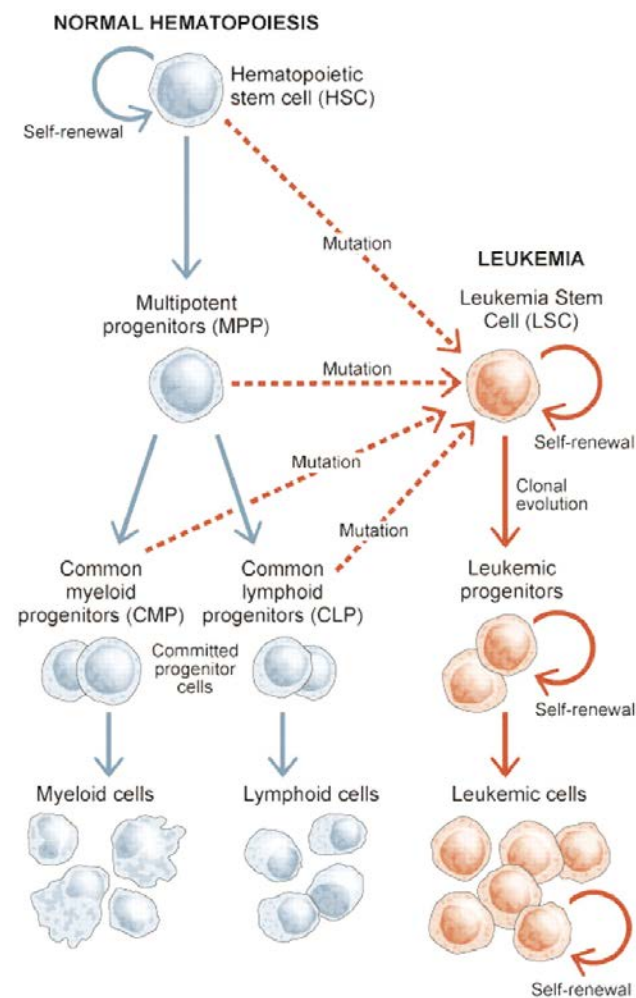 NORMAL HEMATOPOIESIS
Hematopoietic
stem cell (HSC)
Self-renewal
Mutation
LEUKEMIA
Leukemia Stem
Cell (LSC)
Multipotent
progenitors (MPP)
Mutation
Self-renewal
Mutation
Clonal
evolution
Mutation
Common
myeloid
progenitors (CMP)
Common
lymphoid
progenitors (CLP)
Leukemic
progenitors
Committed
progenitor
cells
Self-renewal
Myeloid cells
Lymphoid cells
Leukemic cells
Self-renewal